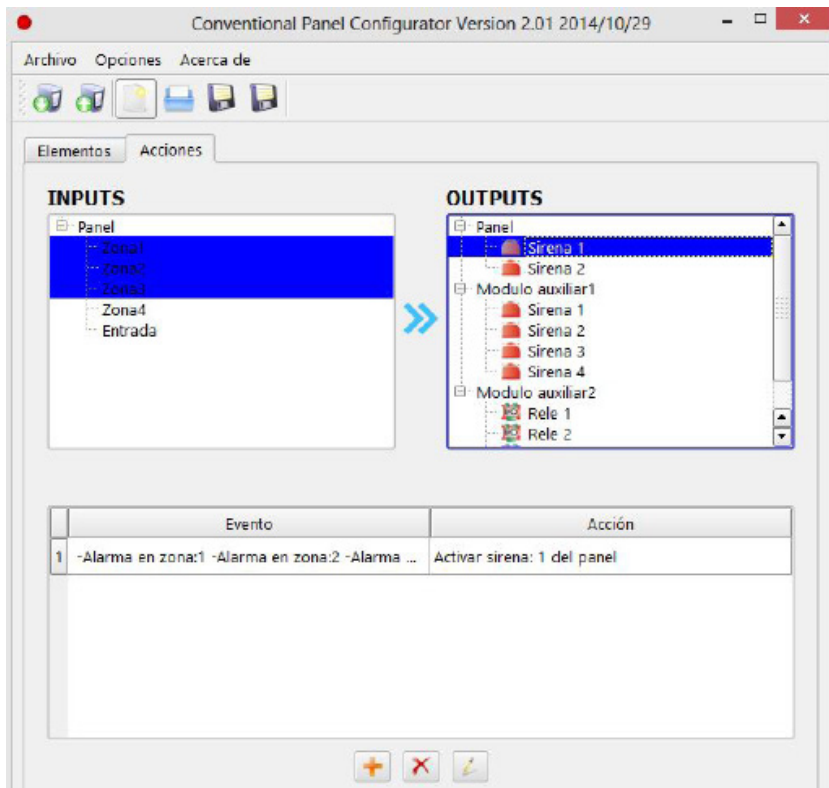 Conventional Panel Configurator Version 2.01 2014/10/29
Archivo Opciones Acerca de
Elementos Acciones
INPUTS
Panel
Zona1
Zona2
Zona3
Zona4
Entrada
OUTPUTS
Panel
Sirena 1
Sirena 2
Modulo auxiliar1
Sirena 1
Sirena 2
Sirena 3
Sirena 4
Modulo auxiliar2
Rele 1
Rele 2
Evento Acción
1 -Alarma en zona:1 -Alarma en zona:2 -Alarma ... Activar sirena: 1 del panel